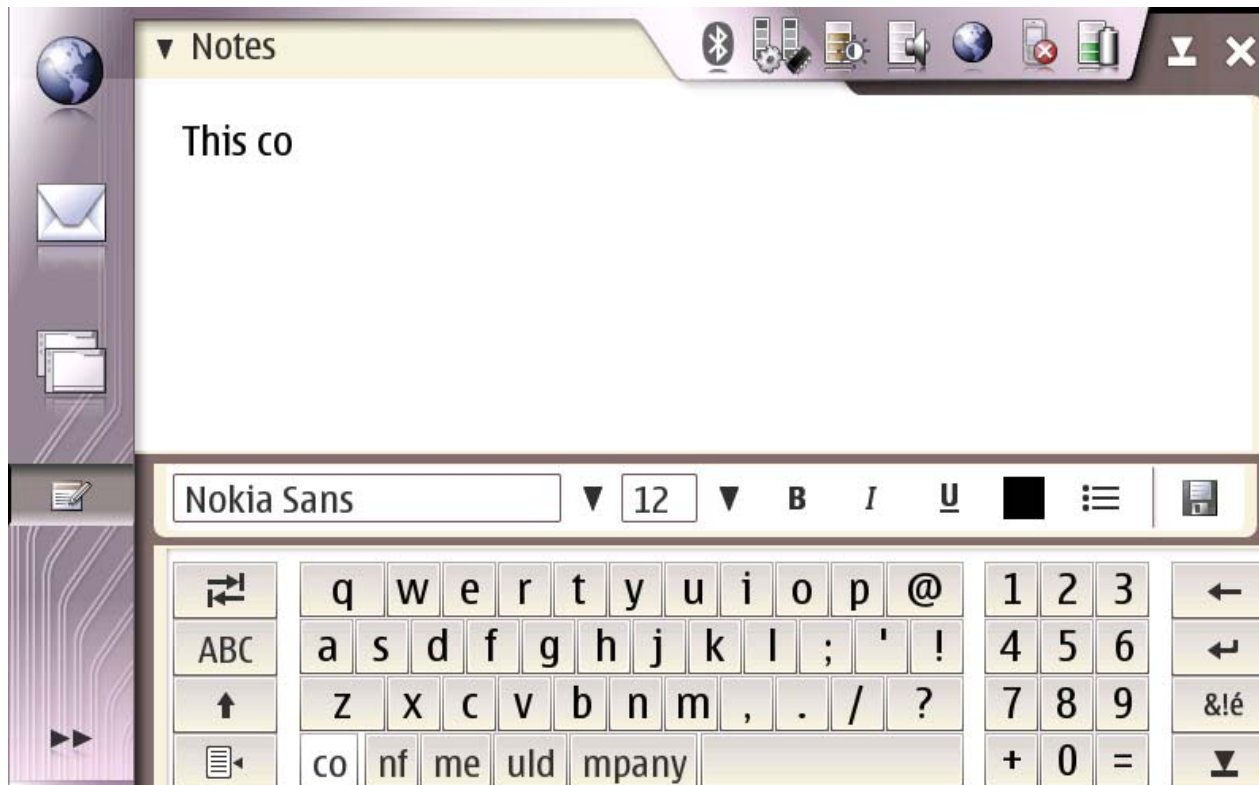 Notes
This co
Nokia Sans 12 B I U
q w e r t y u i o p @ 1 2 3
ABC a s d f g h j k l ; ' ! 4 5 6
z x c v b n m , . / ? 7 8 9 &!é
co nf me uld mpany + 0 =